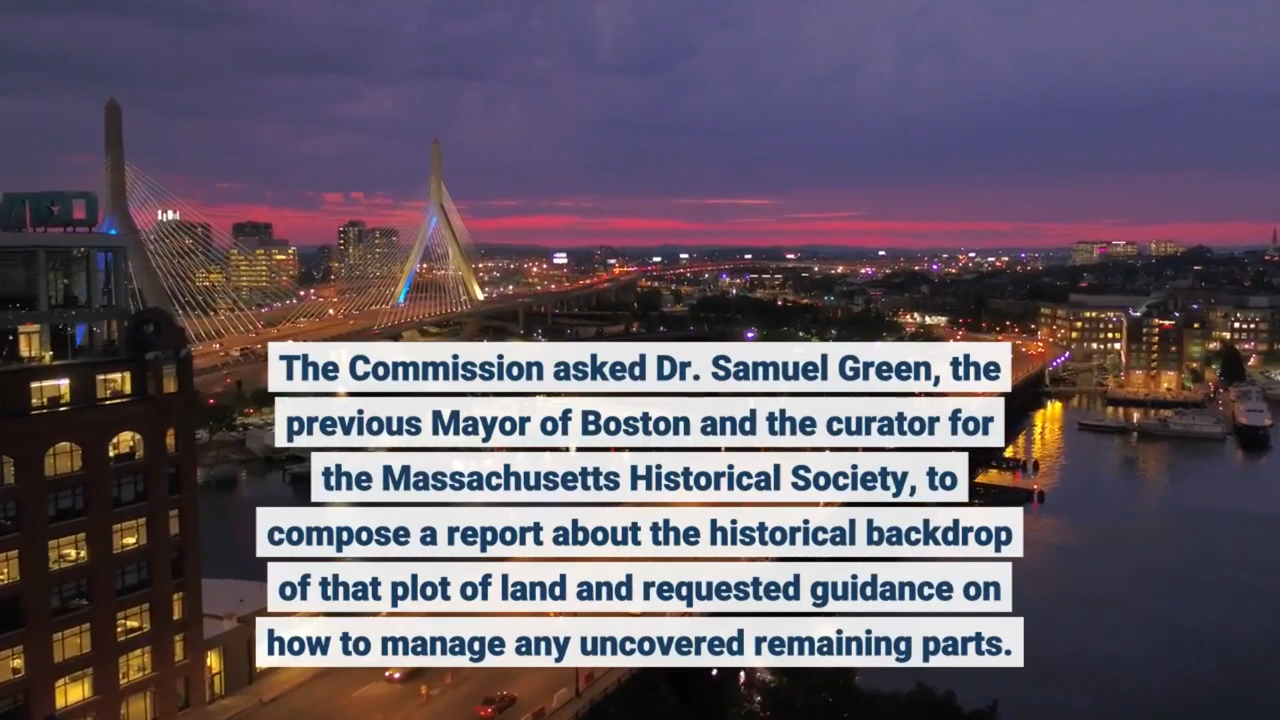 The Commission asked Dr. Samuel Green, the
previous Mayor of Boston and the curator for
the Massachusetts Historical Society, to
compose a report about the historical backdrop
of that plot of land and requested guidance on
how to manage any uncovered remaining parts.